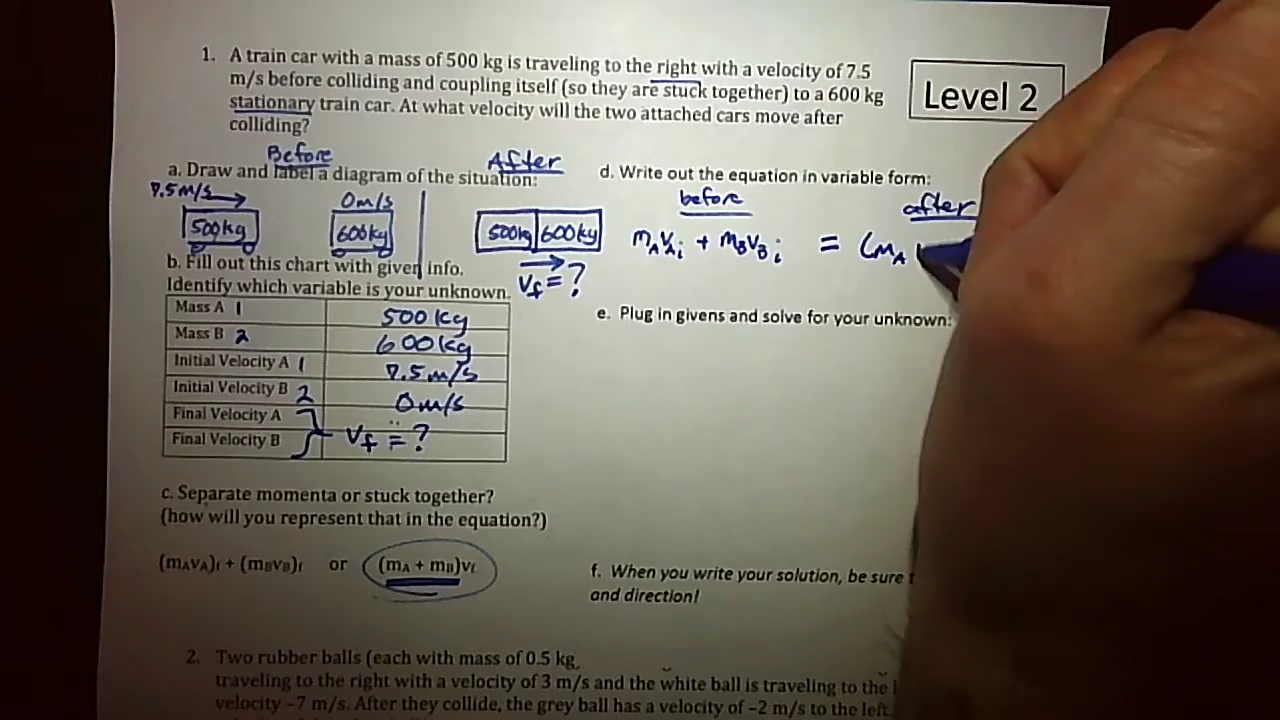 1. A train car with a mass of 500 kg is traveling to the right with a velocity of 7.5
m/s before colliding and coupling itself (so they are stuck together) to a 600 kg
stationary train car. At what velocity will the two attached cars move after
colliding?
Level 2
Before
After
a. Draw and label a diagram of the situation:
7.5m/s
0m/s
500kg
600kg
500kg 600kg
Vf = ?
b. Fill out this chart with given info.
Identify which variable is your unknown.
Mass A 1 500 kg
Mass B 2 600 kg
Initial Velocity A 1 7.5 m/s
Initial Velocity B 2 0 m/s
Final Velocity A
Final Velocity B
Vf = ?
c. Separate momenta or stuck together?
(how will you represent that in the equation?)
(mAvA)f + (mBvB)f or (mA + mB)vf
d. Write out the equation in variable form:
before
after
mAVAi + mBVBi = (mA
e. Plug in givens and solve for your unknown:
f. When you write your solution, be sure
and direction!
2. Two rubber balls (each with mass of 0.5 kg
traveling to the right with a velocity of 3 m/s and the white ball is traveling to the
velocity –7 m/s. After they collide, the grey ball has a velocity of –2 m/s to the left.